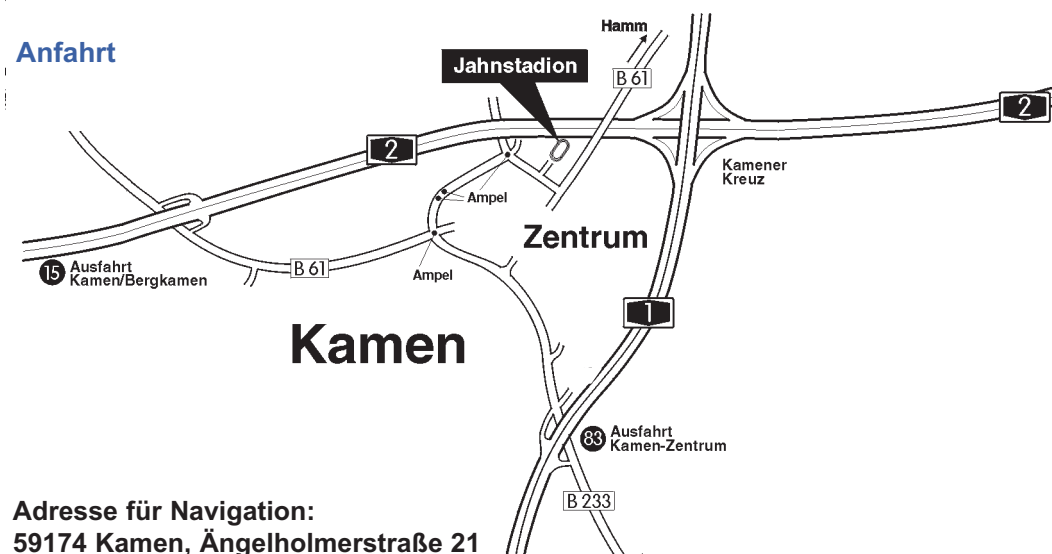 Anfahrt
Hamm
Jahnstadion
B 61
2
2
Kamener
Kreuz
Ampel
Zentrum
15 Ausfahrt
Kamen/Bergkamen
B 61
Ampel
1
Kamen
83 Ausfahrt
Kamen-Zentrum
B 233
Adresse für Navigation:
59174 Kamen, Ängelholmerstraße 21